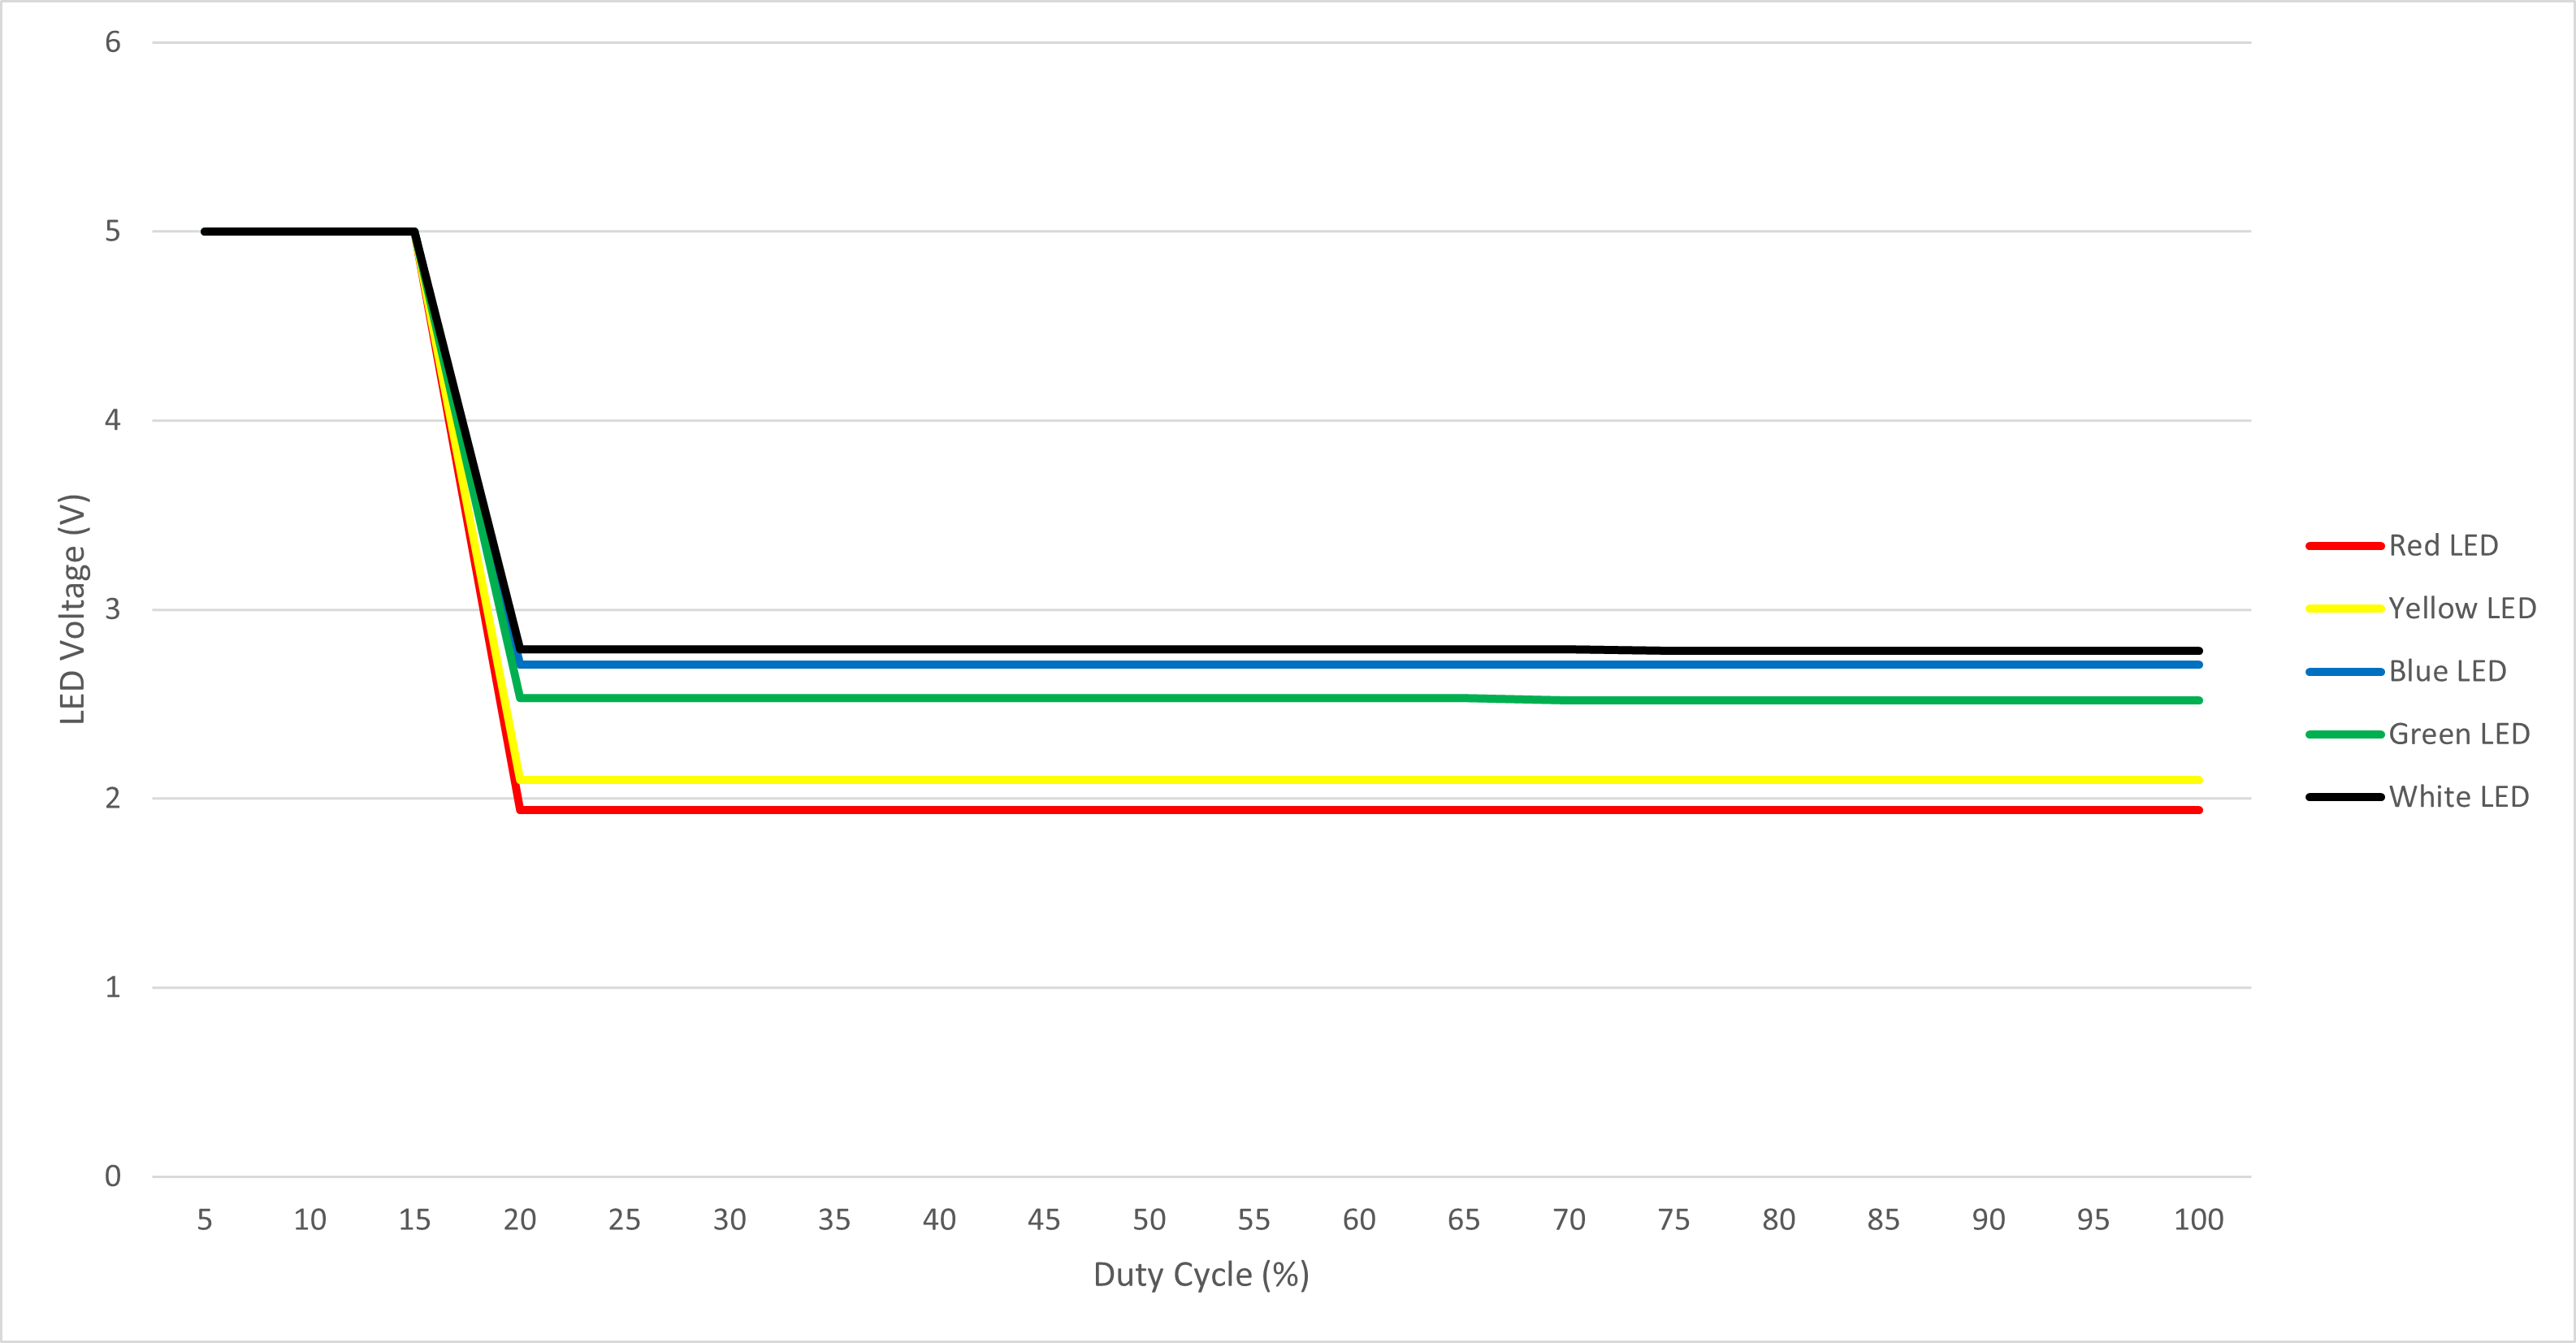 6
5
4
3
2
1
0
LED Voltage (V)
5 10 15 20 25 30 35 40 45 50 55 60 65 70 75 80 85 90 95 100
Duty Cycle (%)
Red LED
Yellow LED
Blue LED
Green LED
White LED